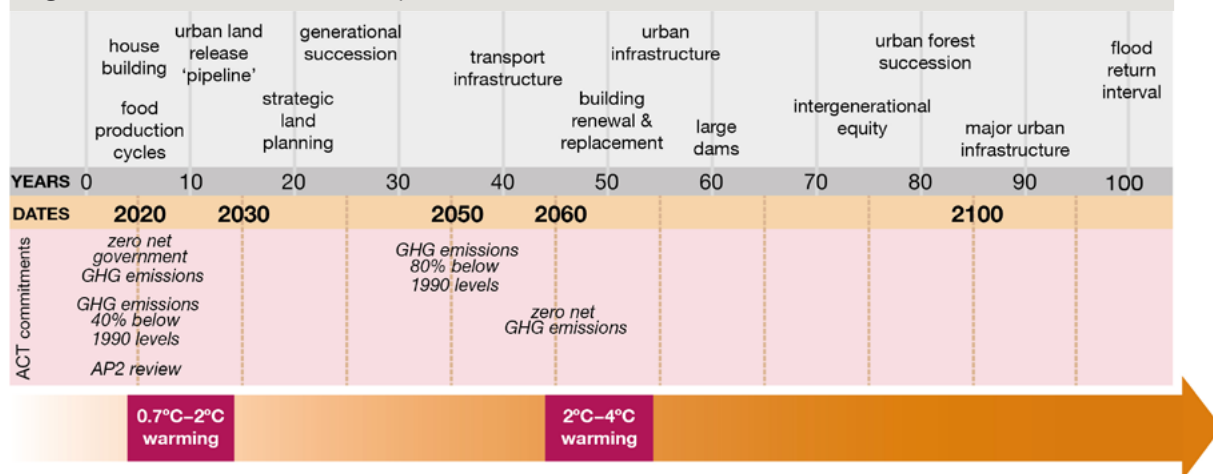 house
building
urban land
release
‘pipeline’
generational
succession
transport
infrastructure
urban
infrastructure
urban forest
succession
flood
return
interval
food
production
cycles
strategic
land
planning
building
renewal &
replacement
large
dams
intergenerational
equity
major urban
infrastructure
YEARS 0 10 20 30 40 50 60 70 80 90 100
DATES 2020 2030 2050 2060 2100
ACT commitments
zero net
government
GHG emissions
GHG emissions
40% below
1990 levels
AP2 review
GHG emissions
80% below
1990 levels
zero net
GHG emissions
0.7°C–2°C
warming
2°C–4°C
warming